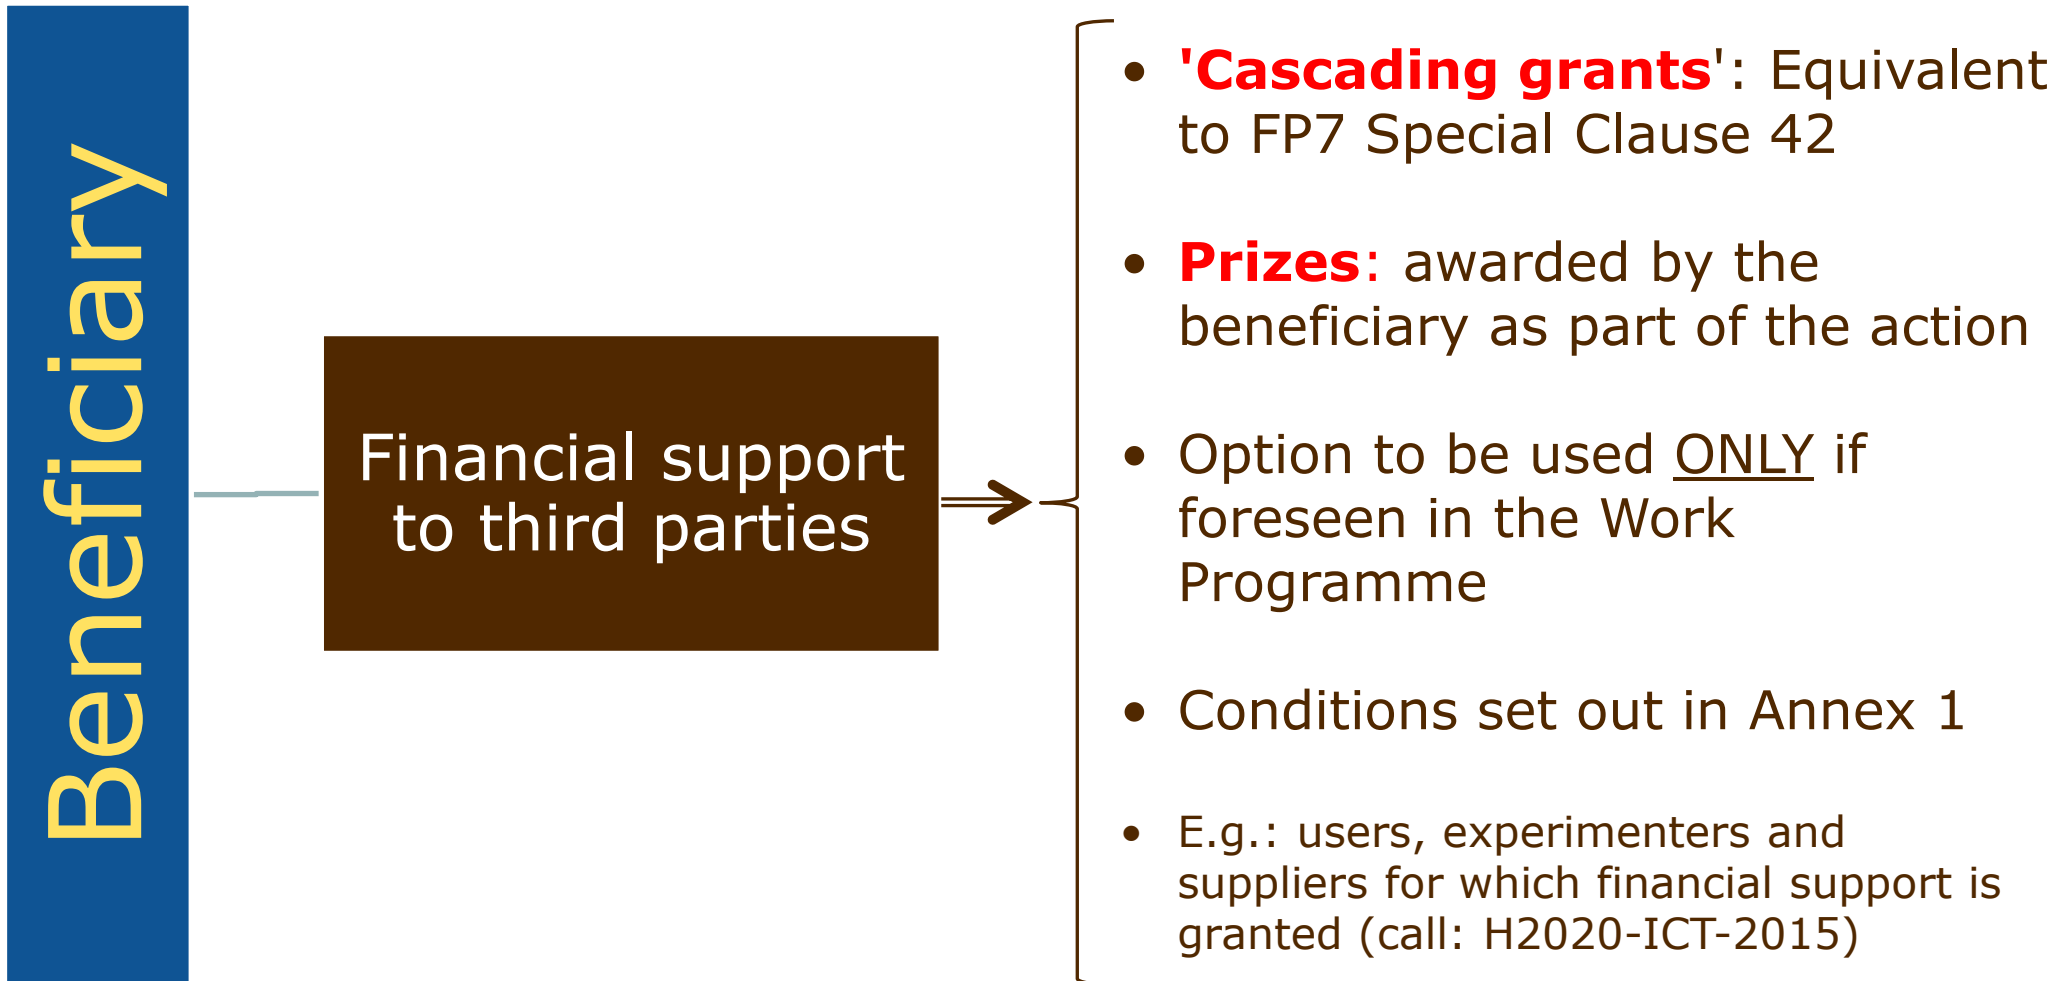 Beneficiary
Financial support
to third parties
• 'Cascading grants': Equivalent
to FP7 Special Clause 42
• Prizes: awarded by the
beneficiary as part of the action
• Option to be used ONLY if
foreseen in the Work
Programme
• Conditions set out in Annex 1
• E.g.: users, experimenters and
suppliers for which financial support is
granted (call: H2020-ICT-2015)